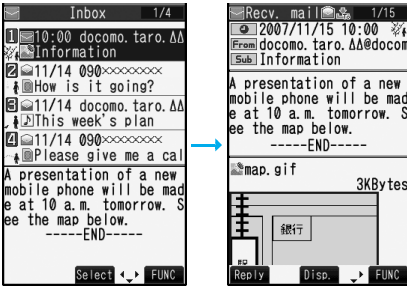 Inbox 1/4
1 10:00 docomo.taro.ΔΔ
Information
2 11/14 090××××××××
How is it going?
3 11/14 docomo.taro.ΔΔ
This week's plan
4 11/14 090××××××××
Please give me a cal
A presentation of a new
mobile phone will be mad
e at 10 a.m. tomorrow. S
ee the map below.
-----END-----
Select FUNC
Recv. mail 1/15
2007/11/15 10:00
From docomo.taro.ΔΔ@docom
Sub Information
A presentation of a new
mobile phone will be mad
e at 10 a.m. tomorrow. S
ee the map below.
-----END-----
map.gif
3KBytes
銀行
Reply Disp. FUNC